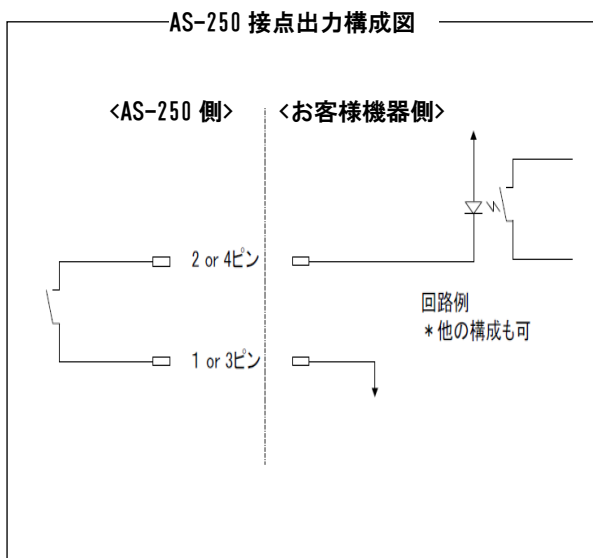 AS-250 接点出力構成図
<AS-250 側>
<お客様機器側>
2 or 4ピン
回路例
＊他の構成も可
1 or 3ピン